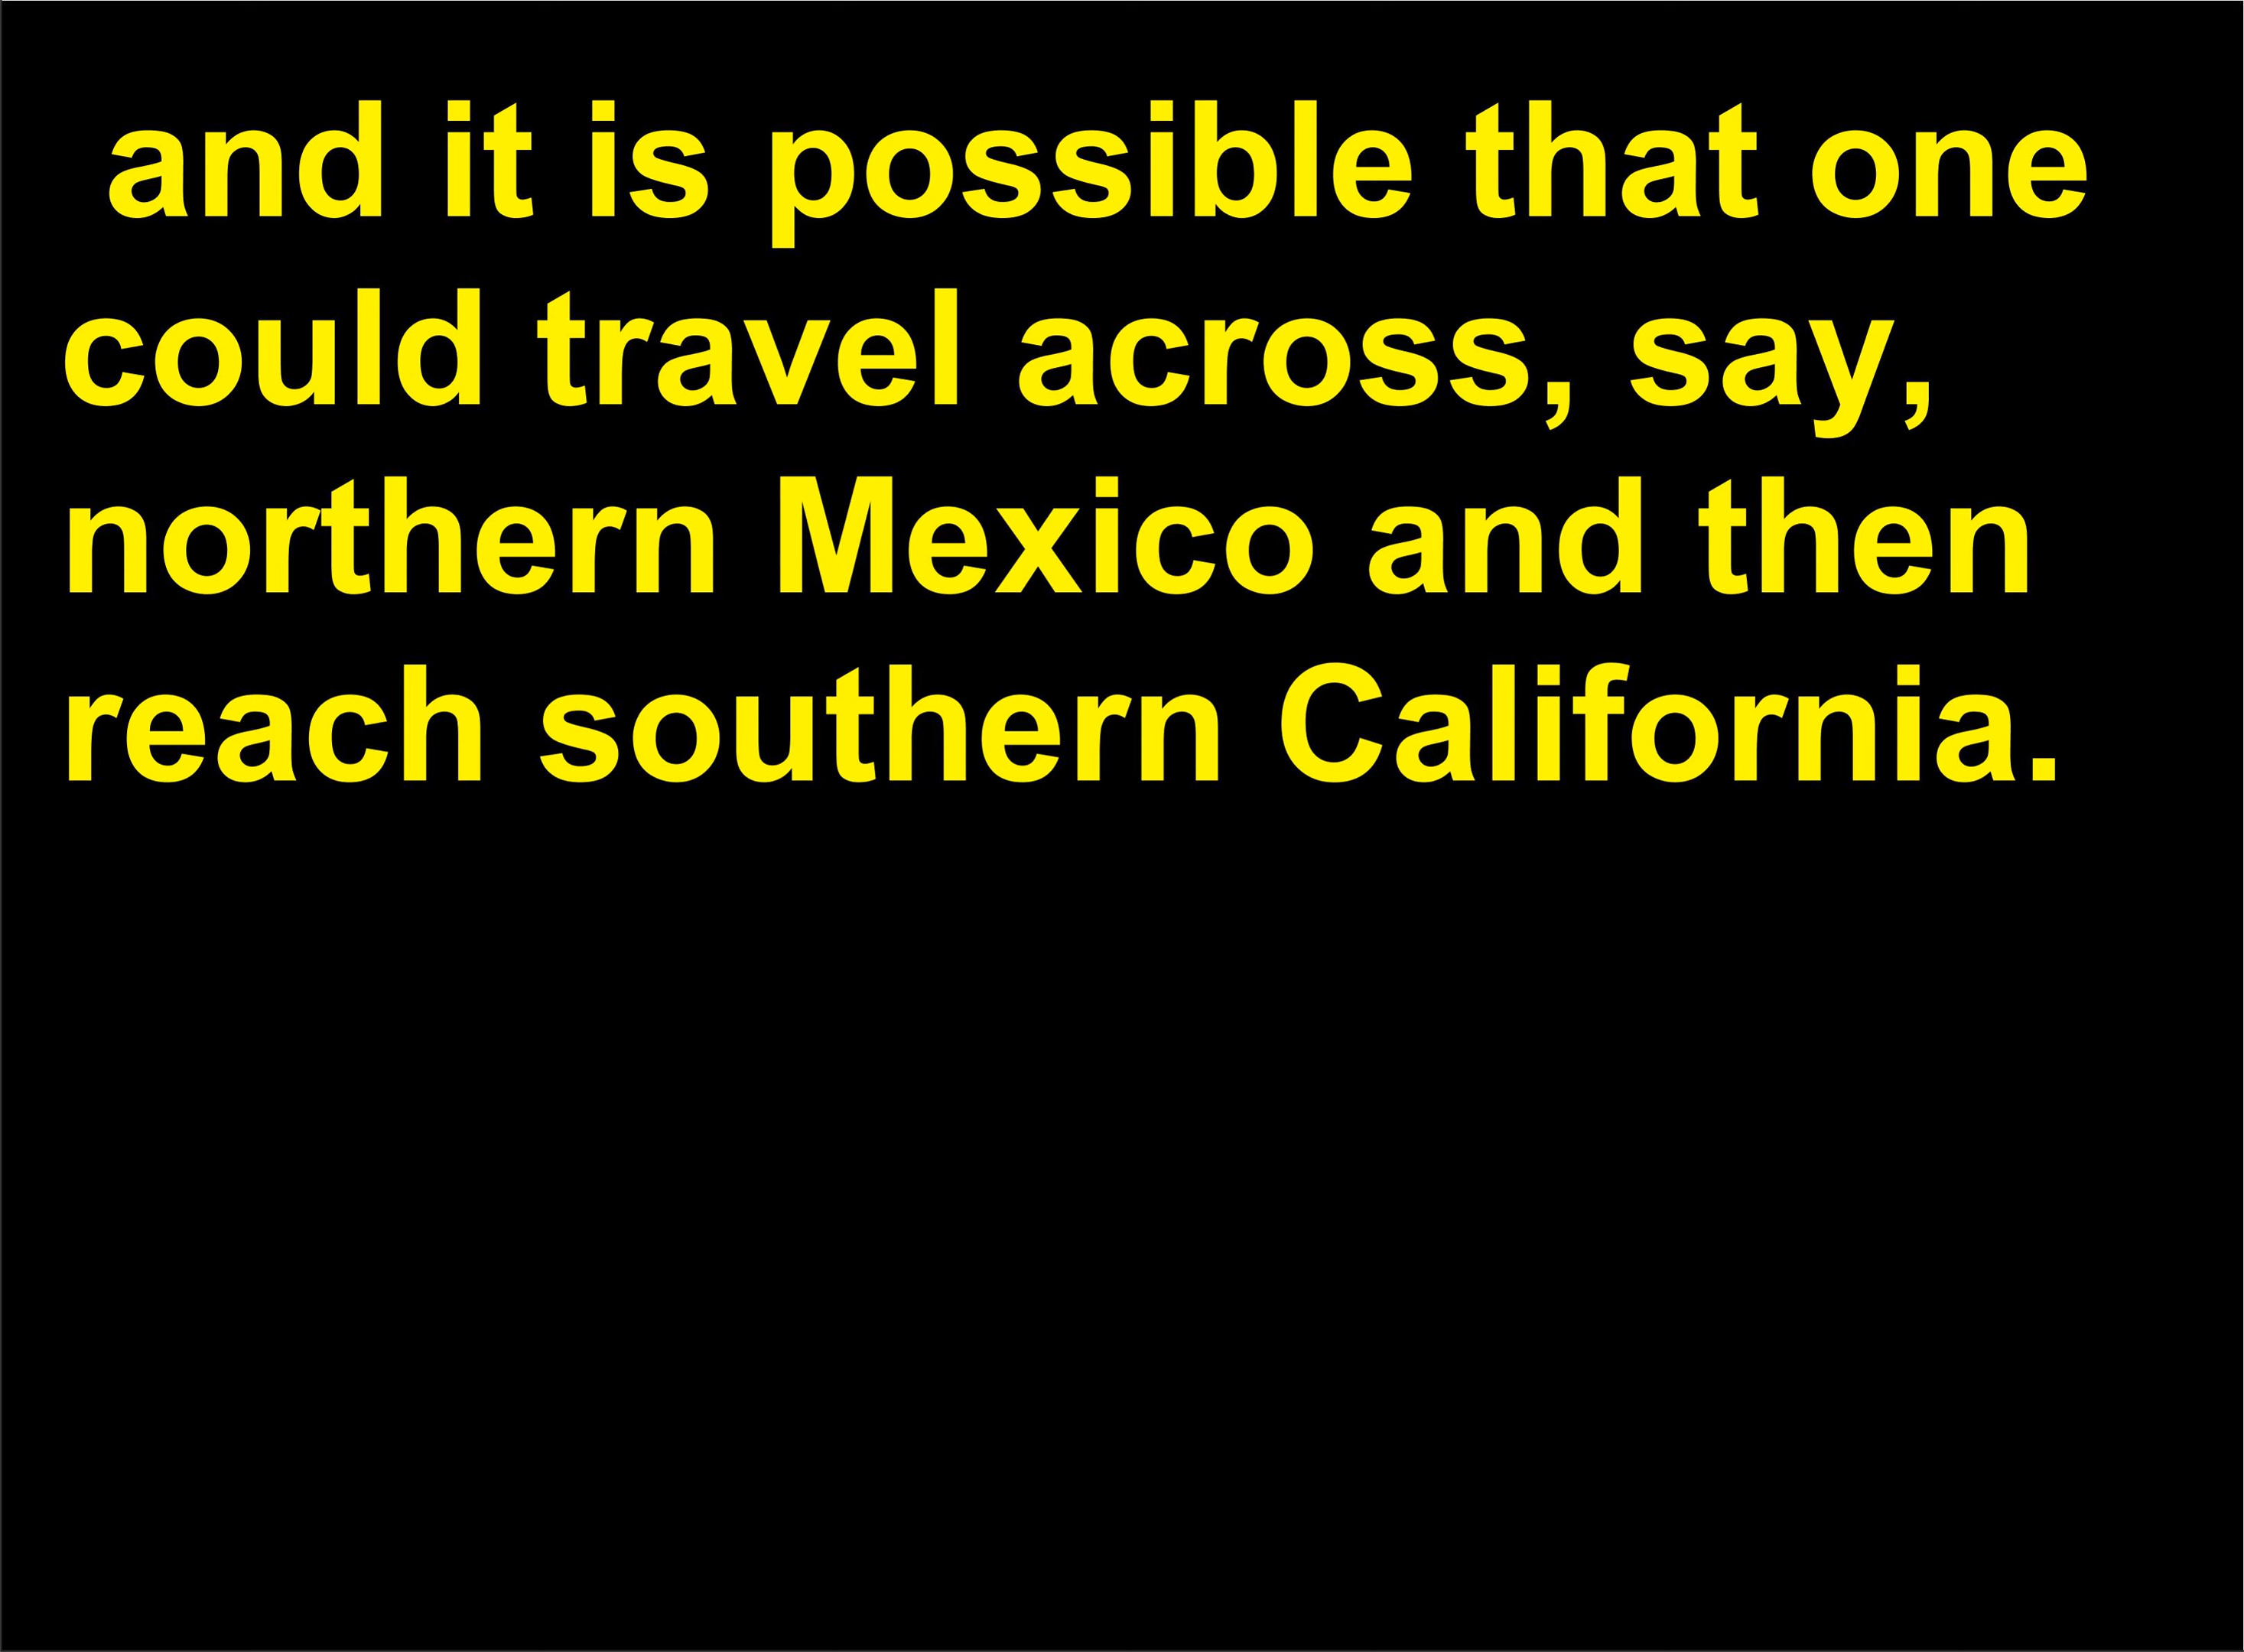 and it is possible that one
could travel across, say,
northern Mexico and then
reach southern California.